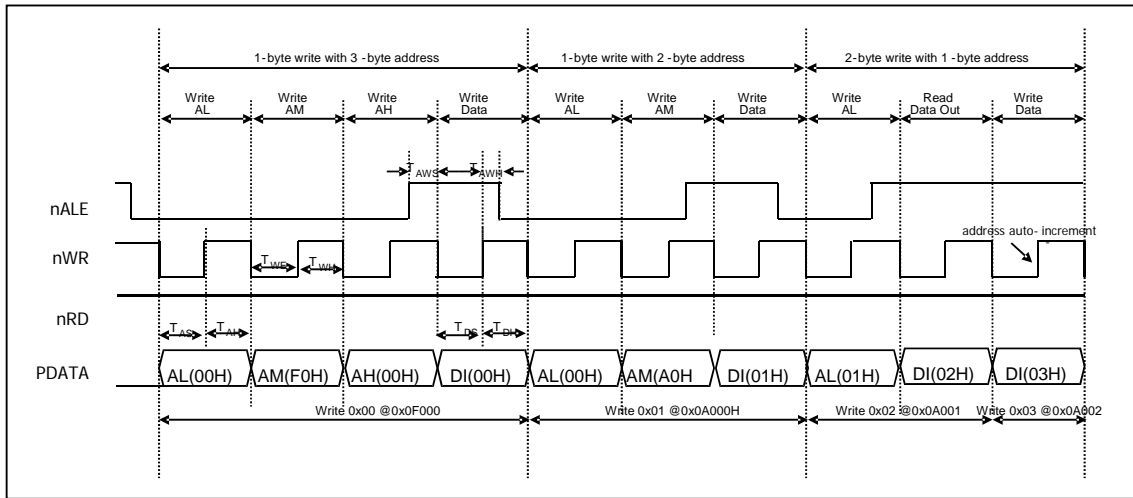 1-byte write with 3 -byte address 1-byte write with 2 -byte address 2-byte write with 1 -byte address
Write AL Write AM Write AH Write Data Write AL Write AM Write Data Write AL Read Data Out Write Data
T AWS T AWH
nALE
address auto- increment
nWR
T WE T WH
nRD
T AS T AH T DS T DH
PDATA AL(00H) AM(F0H) AH(00H) DI(00H) AL(00H) AM(A0H DI(01H) AL(01H) DI(02H) DI(03H)
Write 0x00 @0x0F000 Write 0x01 @0x0A000H Write 0x02 @0x0A001 Write 0x03 @0x0A002